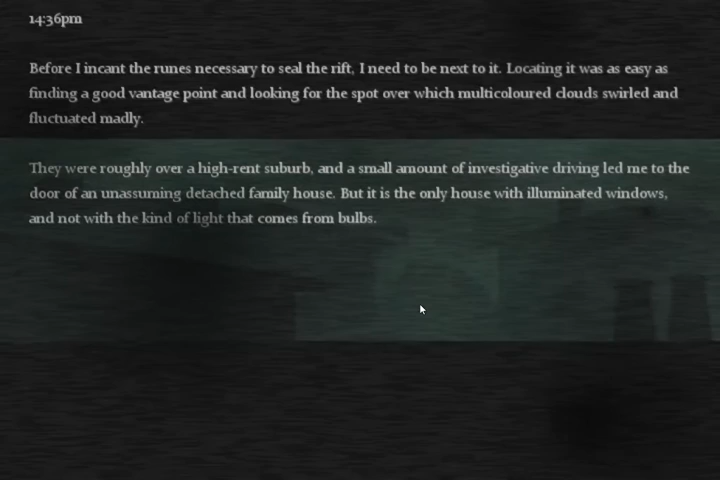 14:36pm
Before I incant the runes necessary to seal the rift, I need to be next to it. Locating it was as easy as
finding a good vantage point and looking for the spot over which multicoloured clouds swirled and
fluctuated madly.
They were roughly over a high-rent suburb, and a small amount of investigative driving led me to the
door of an unassuming detached family house. But it is the only house with illuminated windows,
and not with the kind of light that comes from bulbs.